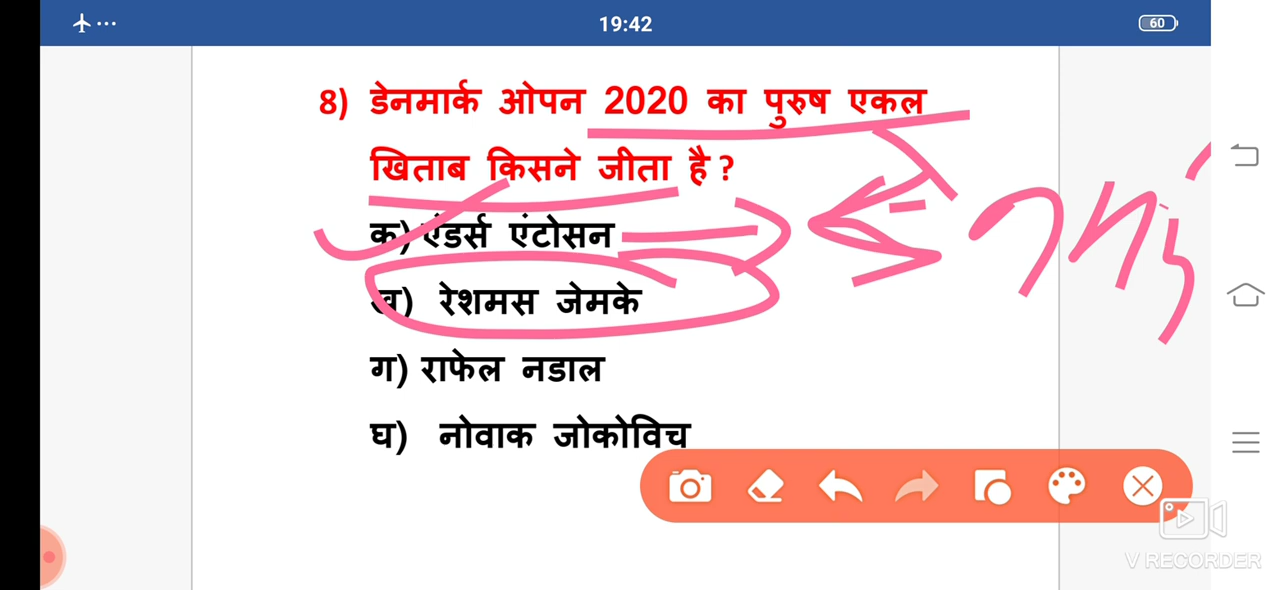 19:42
60
8) डेनमार्क ओपन 2020 का पुरुष एकल
खिताब किसने जीता है ?
क) एंडर्स एंटोसन
ख) रेशमस जेमके
ग) राफेल नडाल
घ) नोवाक जोकोविच
V RECORDER